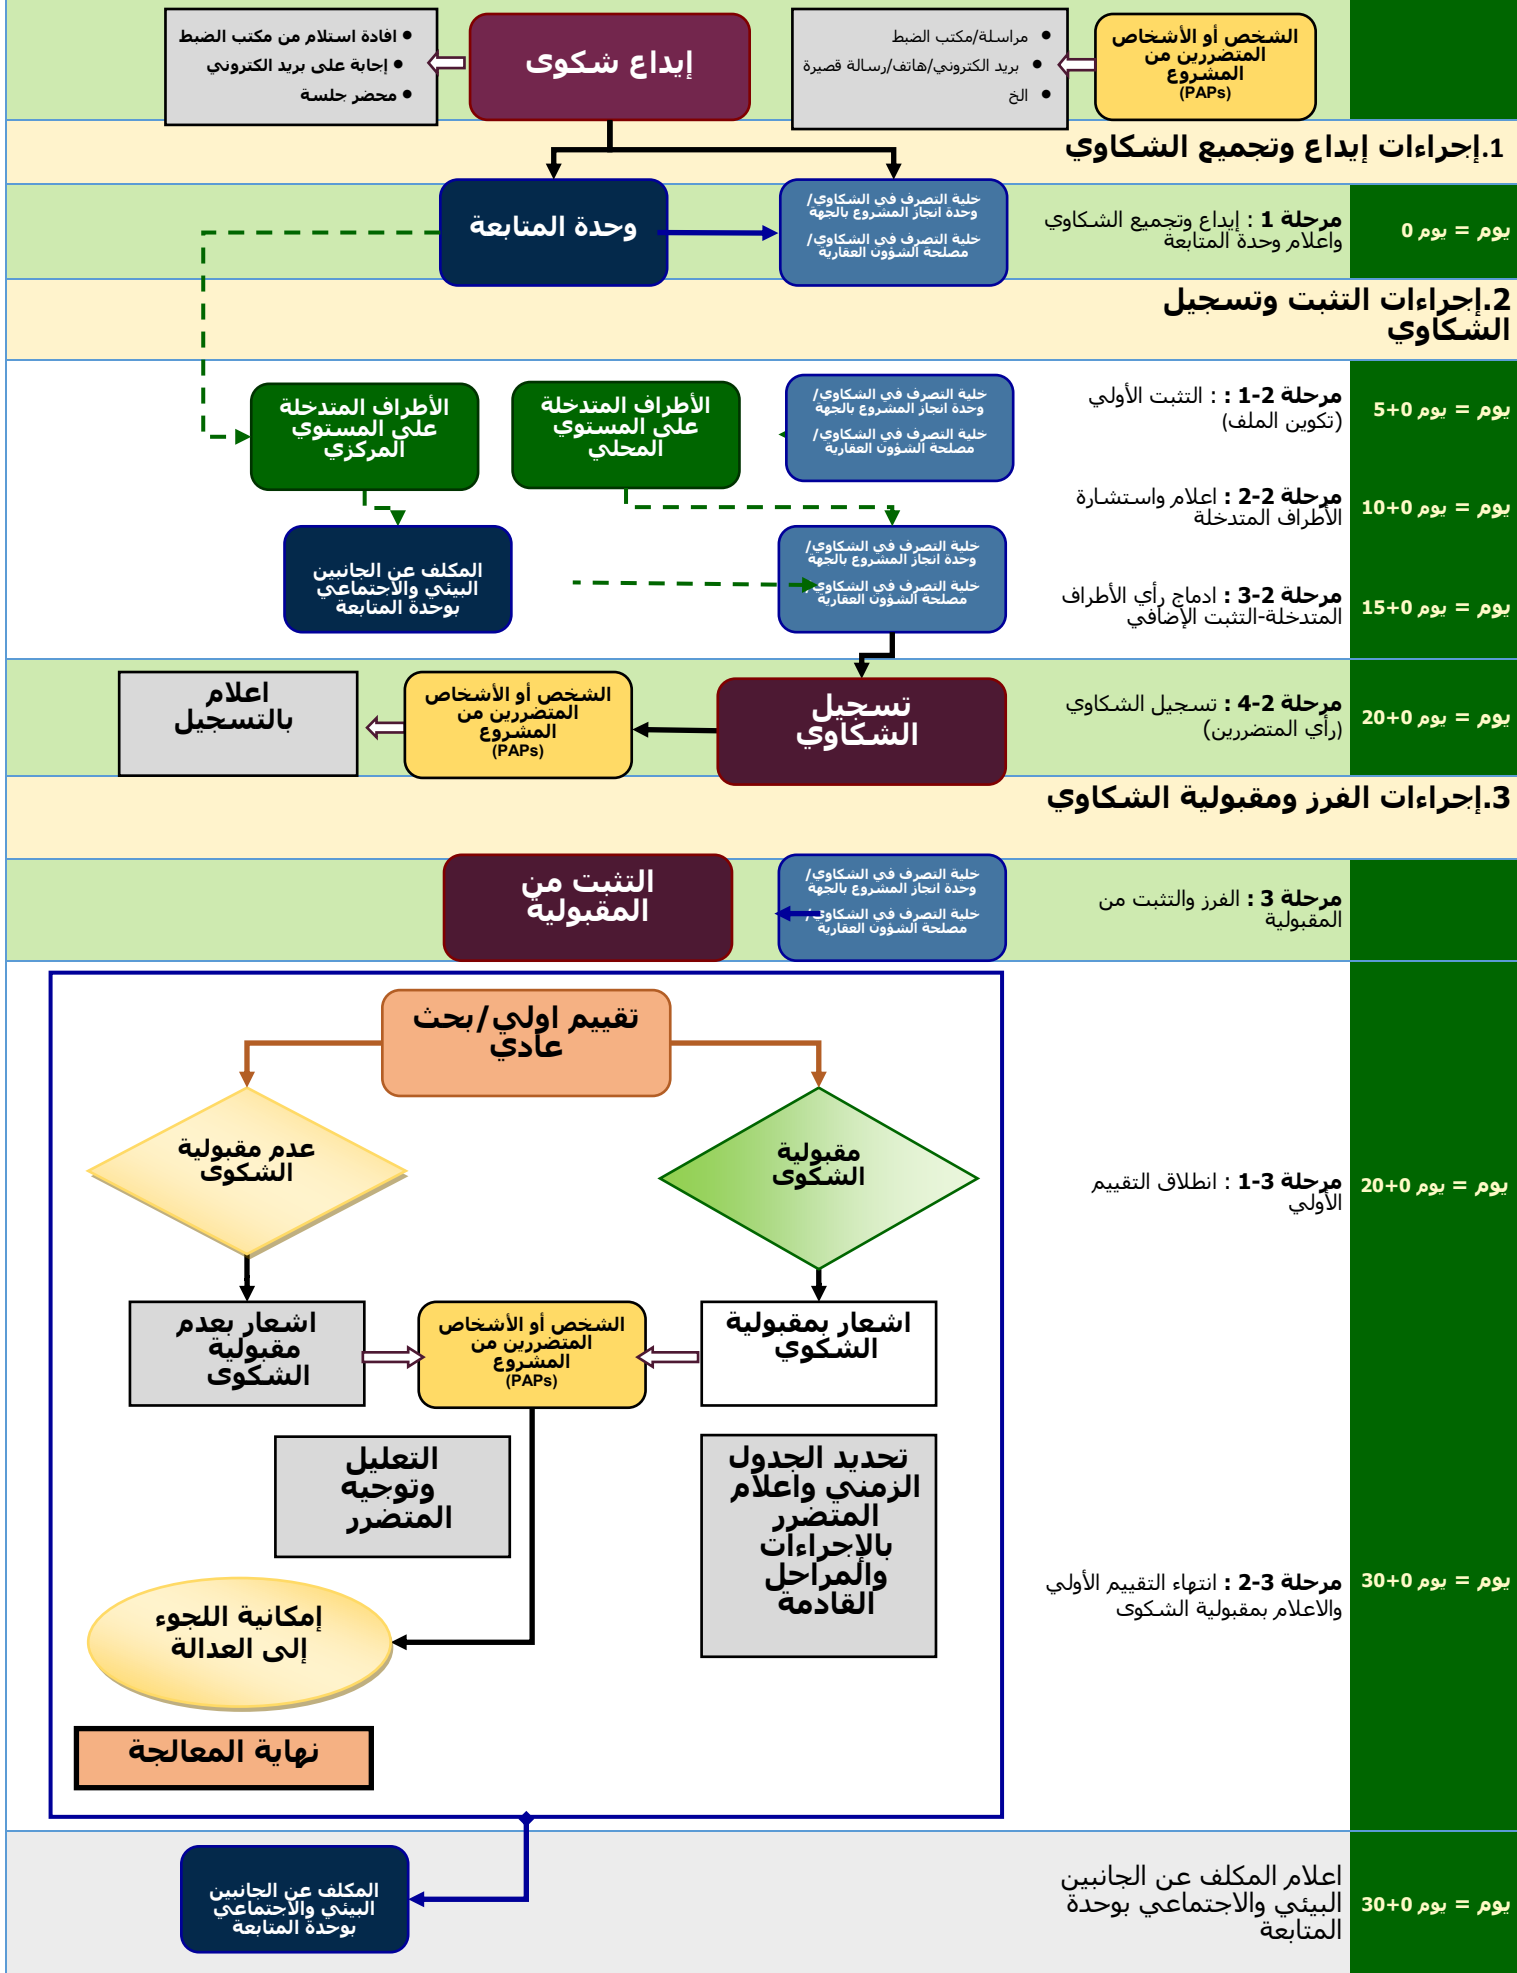 الشخص أو الأشخاص
المتضررين من
المشروع
(PAPs)
● مراسلة/مكتب الضبط
● بريد الكتروني/هاتف/رسالة قصيرة
● الخ
إيداع شكوى
● افادة استلام من مكتب الضبط
● إجابة على بريد الكتروني
● محضر جلسة
1.إجراءات إيداع وتجميع الشكاوي
يوم = يوم 0
مرحلة 1 : إيداع وتجميع الشكاوي
واعلام وحدة المتابعة
خلية التصرف في الشكاوي/
وحدة انجاز المشروع بالجهة
خلية التصرف في الشكاوي/
مصلحة الشؤون العقارية
وحدة المتابعة
2.إجراءات التثبت وتسجيل
الشكاوي
يوم = يوم 0+5
مرحلة 2-1 : : التثبت الأولي
(تكوين الملف)
خلية التصرف في الشكاوي/
وحدة انجاز المشروع بالجهة
خلية التصرف في الشكاوي/
مصلحة الشؤون العقارية
الأطراف المتدخلة
على المستوي
المحلي
الأطراف المتدخلة
على المستوي
المركزي
يوم = يوم 0+10
مرحلة 2-2 : اعلام واستشارة
الأطراف المتدخلة
يوم = يوم 0+15
مرحلة 2-3 : ادماج رأي الأطراف
المتدخلة-التثبت الإضافي
خلية التصرف في الشكاوي/
وحدة انجاز المشروع بالجهة
خلية التصرف في الشكاوي/
مصلحة الشؤون العقارية
المكلف عن الجانبين
البيئي والاجتماعي
بوحدة المتابعة
يوم = يوم 0+20
مرحلة 2-4 : تسجيل الشكاوي
(رأي المتضررين)
تسجيل
الشكاوي
الشخص أو الأشخاص
المتضررين من
المشروع
(PAPs)
اعلام
بالتسجيل
3.إجراءات الفرز ومقبولية الشكاوي
مرحلة 3 : الفرز والتثبت من
المقبولية
خلية التصرف في الشكاوي/
وحدة انجاز المشروع بالجهة
خلية التصرف في الشكاوي/
مصلحة الشؤون العقارية
التثبت من
المقبولية
تقييم اولي/بحث
عادي
يوم = يوم 0+20
مرحلة 3-1 : انطلاق التقييم
الأولي
مقبولية
الشكوى
عدم مقبولية
الشكوى
اشعار بمقبولية
الشكوي
الشخص أو الأشخاص
المتضررين من
المشروع
(PAPs)
اشعار بعدم
مقبولية
الشكوى
تحديد الجدول
الزمني واعلام
المتضرر
بالإجراءات
والمراحل
القادمة
التعليل
وتوجيه
المتضرر
يوم = يوم 0+30
مرحلة 3-2 : انتهاء التقييم الأولي
والاعلام بمقبولية الشكوى
إمكانية اللجوء
إلى العدالة
نهاية المعالجة
يوم = يوم 0+30
اعلام المكلف عن الجانبين
البيئي والاجتماعي بوحدة
المتابعة
المكلف عن الجانبين
البيئي والاجتماعي
بوحدة المتابعة